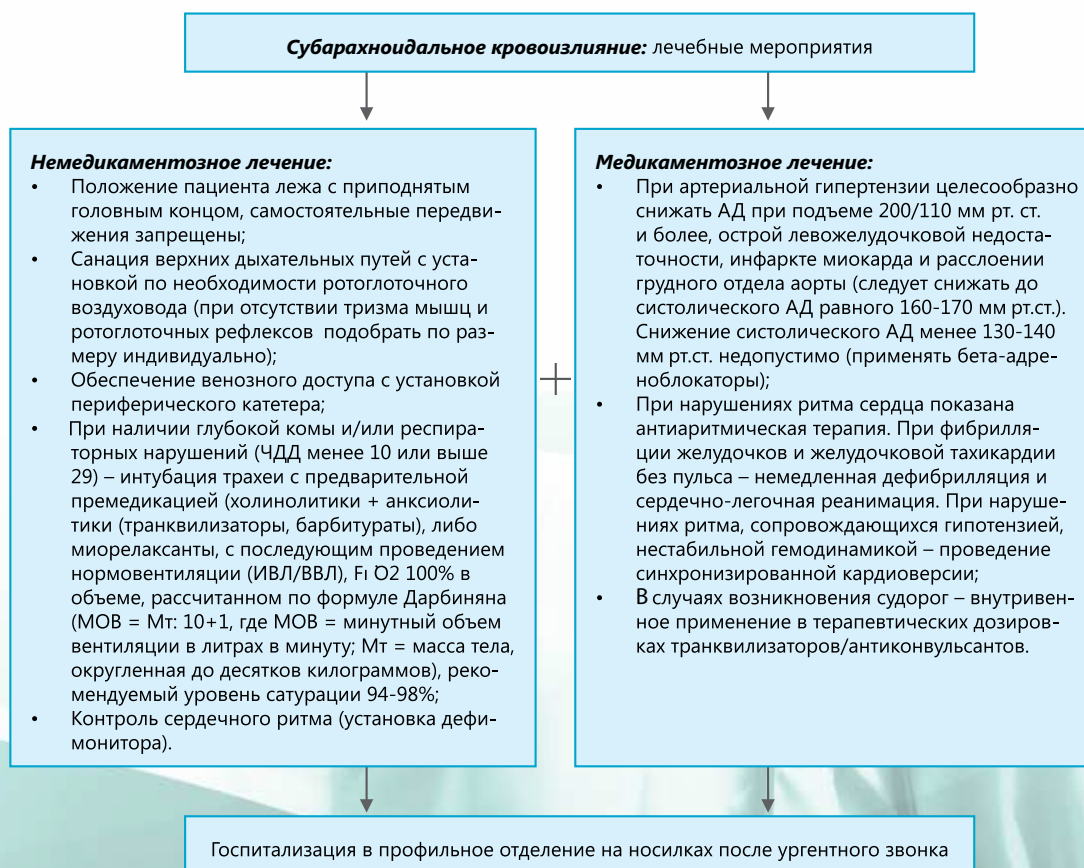 Субарахноидальное кровоизлияние: лечебные мероприятия
Немедикаментозное лечение:
• Положение пациента лежа с приподнятым
головным концом, самостоятельные передви-
жения запрещены;
• Санация верхних дыхательных путей с уста-
новкой по необходимости ротоглоточного
воздуховода (при отсутствии тризма мышц и
ротоглоточных рефлексов подобрать по раз-
меру индивидуально);
• Обеспечение венозного доступа с установкой
периферического катетера;
• При наличии глубокой комы и/или респира-
торных нарушений (ЧДД менее 10 или выше
29) – интубация трахеи с предварительной
премедикацией (холинолитики + анксиоли-
тики (транквилизаторы, барбитураты), либо
миорелаксанты, с последующим проведением
нормовентиляции (ИВЛ/ВВЛ), Fı O2 100% в
объеме, рассчитанном по формуле Дарбиняна
(МОВ = Мт: 10+1, где МОВ = минутный объем
вентиляции в литрах в минуту; Мт = масса тела,
округленная до десятков килограммов), реко-
мендуемый уровень сатурации 94-98%;
• Контроль сердечного ритма (установка дефи-
монитора).
+
Медикаментозное лечение:
• При артериальной гипертензии целесообразно
снижать АД при подъеме 200/110 мм рт. ст.
и более, острой левожелудочковой недоста-
точности, инфаркте миокарда и расслоении
грудного отдела аорты (следует снижать до
систолического АД равного 160-170 мм рт.ст.).
Снижение систолического АД менее 130-140
мм рт.ст. недопустимо (применять бета-адре-
ноблокаторы);
• При нарушениях ритма сердца показана
антиаритмическая терапия. При фибрилля-
ции желудочков и желудочковой тахикардии
без пульса – немедленная дефибрилляция и
сердечно-легочная реанимация. При наруше-
ниях ритма, сопровождающихся гипотензией,
нестабильной гемодинамикой – проведение
синхронизированной кардиоверсии;
• В случаях возникновения судорог – внутривен-
ное применение в терапевтических дозиров-
ках транквилизаторов/антиконвульсантов.
Госпитализация в профильное отделение на носилках после ургентного звонка